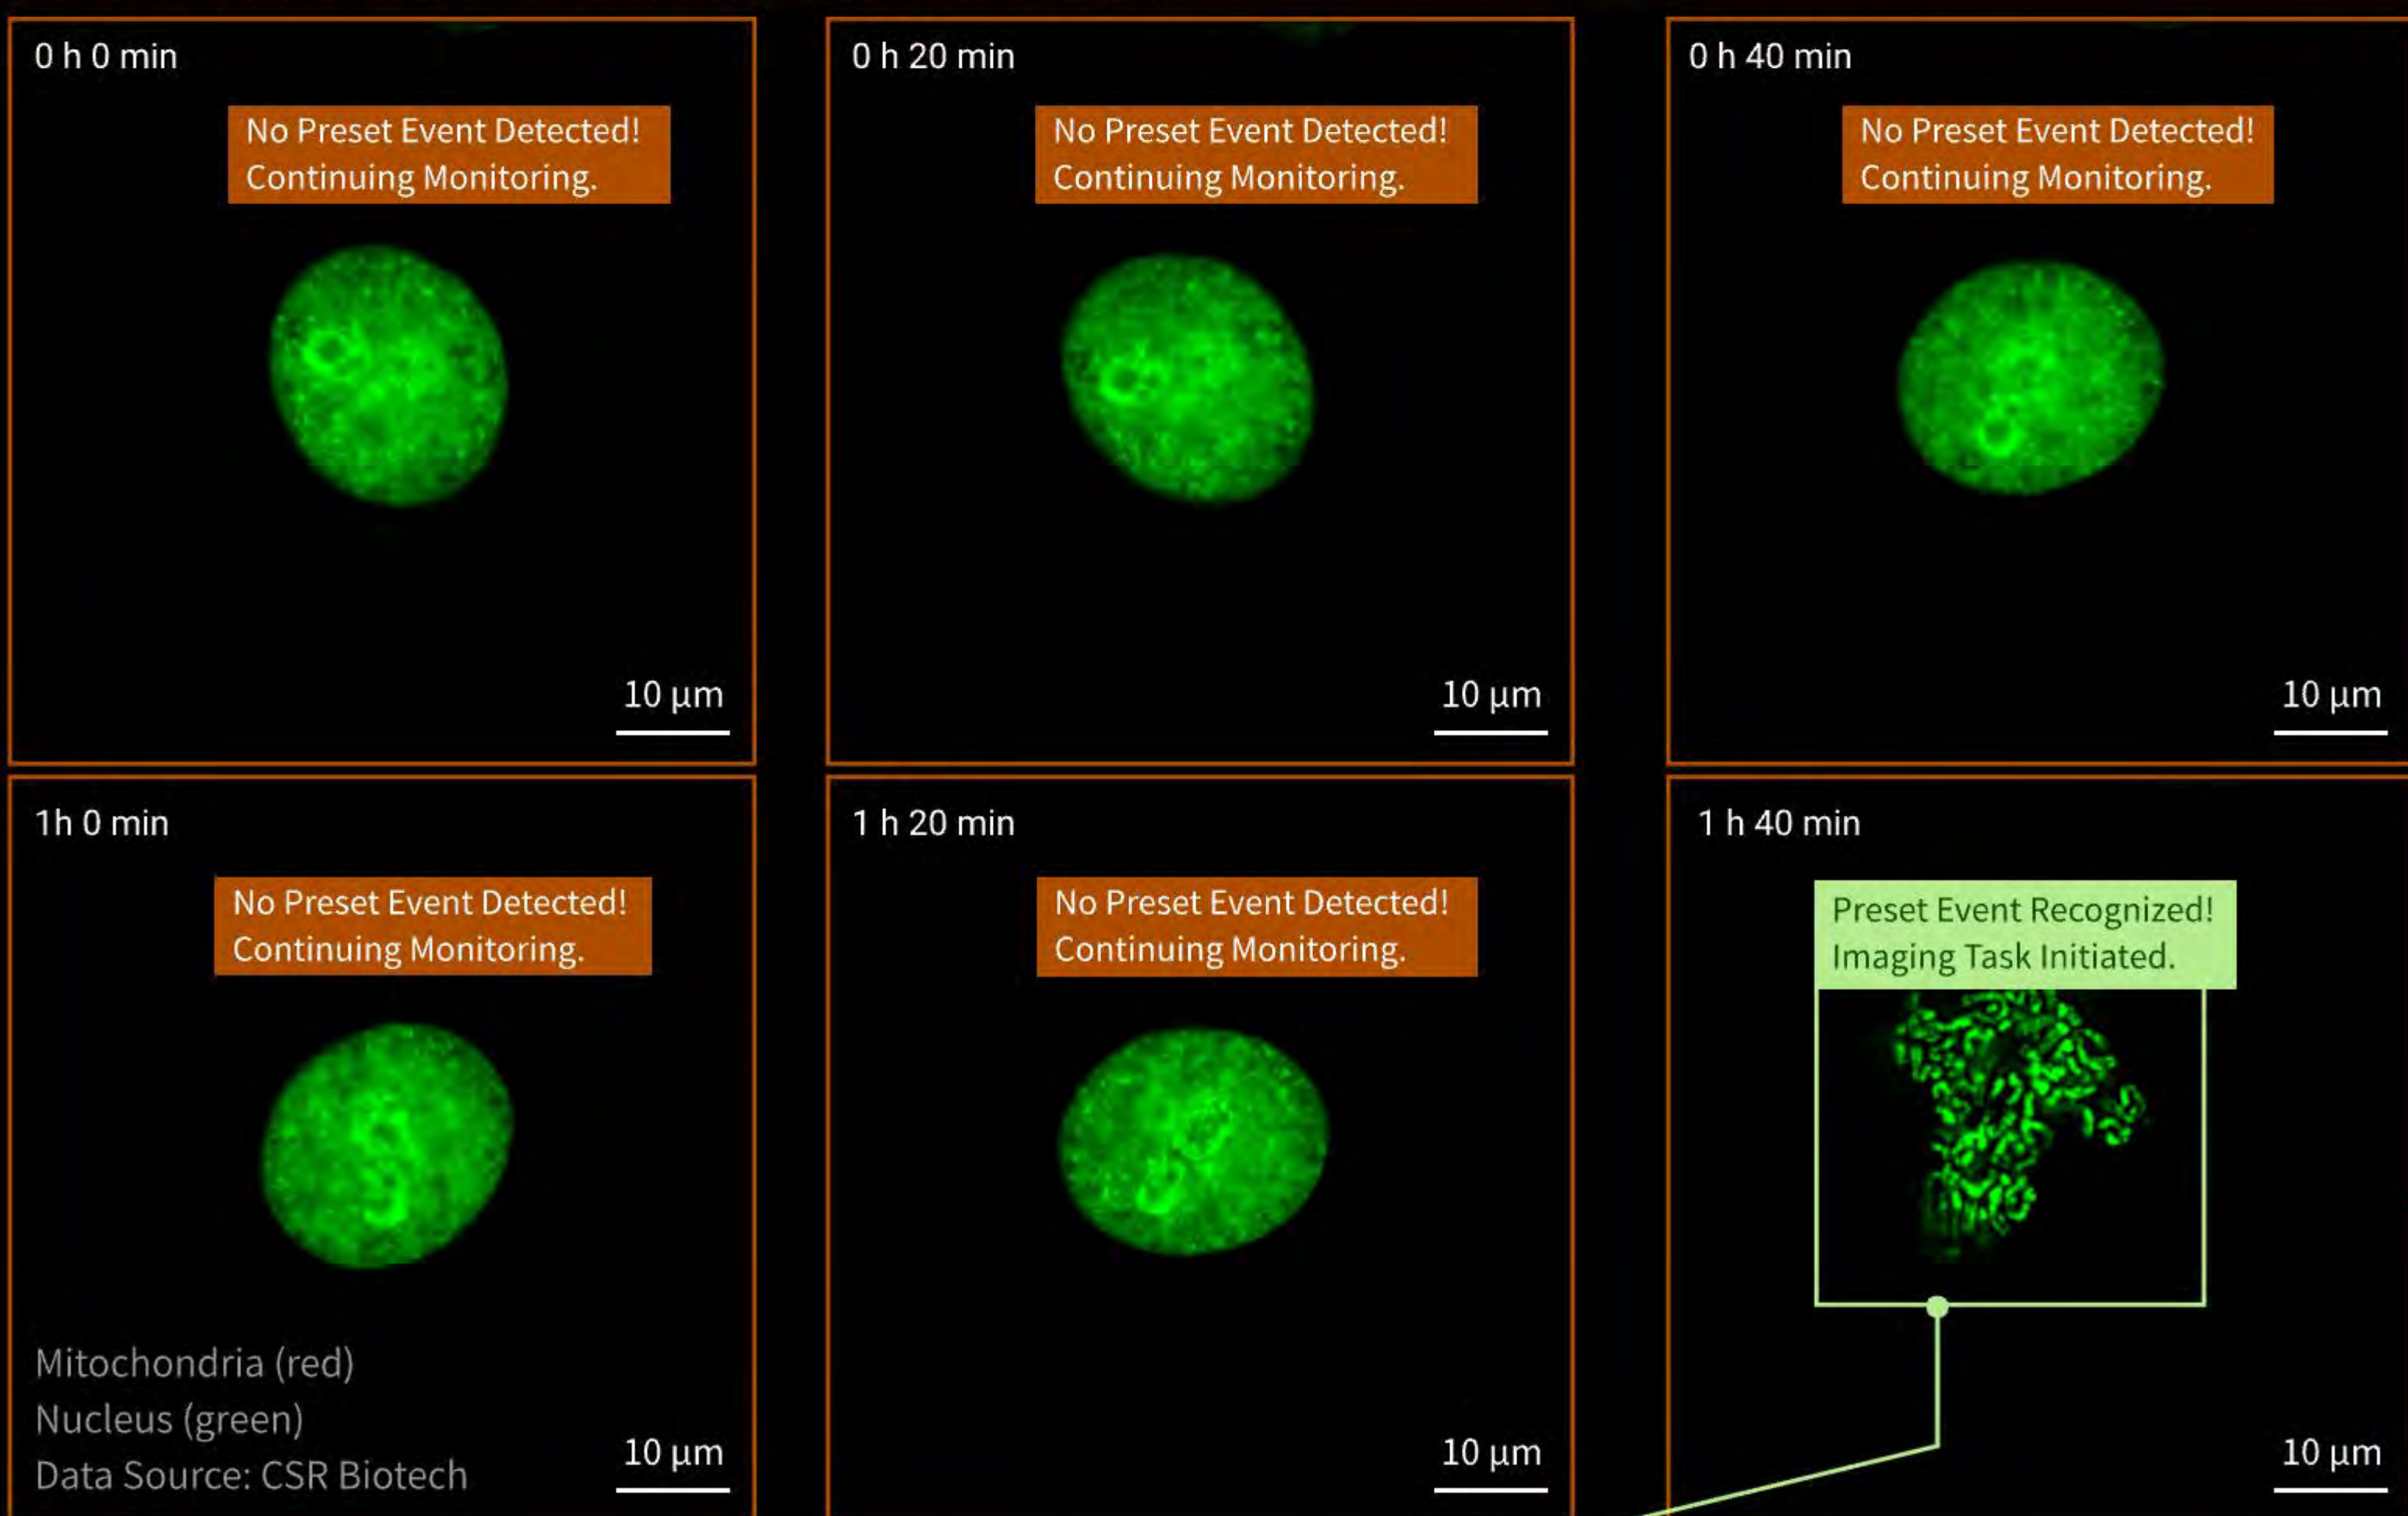 0 h 0 min
No Preset Event Detected!
Continuing Monitoring.
10 µm
0 h 20 min
No Preset Event Detected!
Continuing Monitoring.
10 µm
0 h 40 min
No Preset Event Detected!
Continuing Monitoring.
10 µm
1h 0 min
No Preset Event Detected!
Continuing Monitoring.
Mitochondria (red)
Nucleus (green)
Data Source: CSR Biotech
10 µm
1 h 20 min
No Preset Event Detected!
Continuing Monitoring.
10 µm
1 h 40 min
Preset Event Recognized!
Imaging Task Initiated.
10 µm